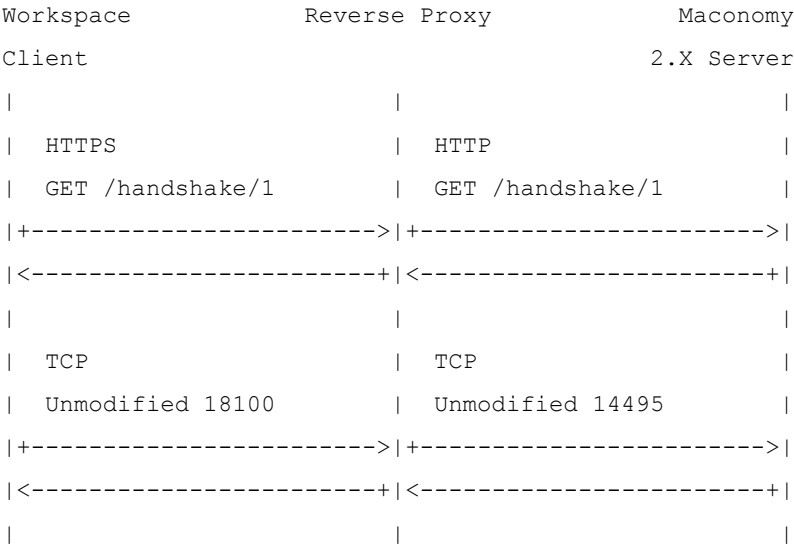 Workspace            Reverse Proxy             Maconomy
Client                                       2.X Server
|                          |                          |
|  HTTPS                   |  HTTP                    |
|  GET /handshake/1        |  GET /handshake/1        |
|+------------------------>|+------------------------>|
|<------------------------+|<------------------------+|
|                          |                          |
|  TCP                     |  TCP                     |
|  Unmodified 18100        |  Unmodified 14495        |
|+------------------------>|+------------------------>|
|<------------------------+|<------------------------+|
|                          |                          |